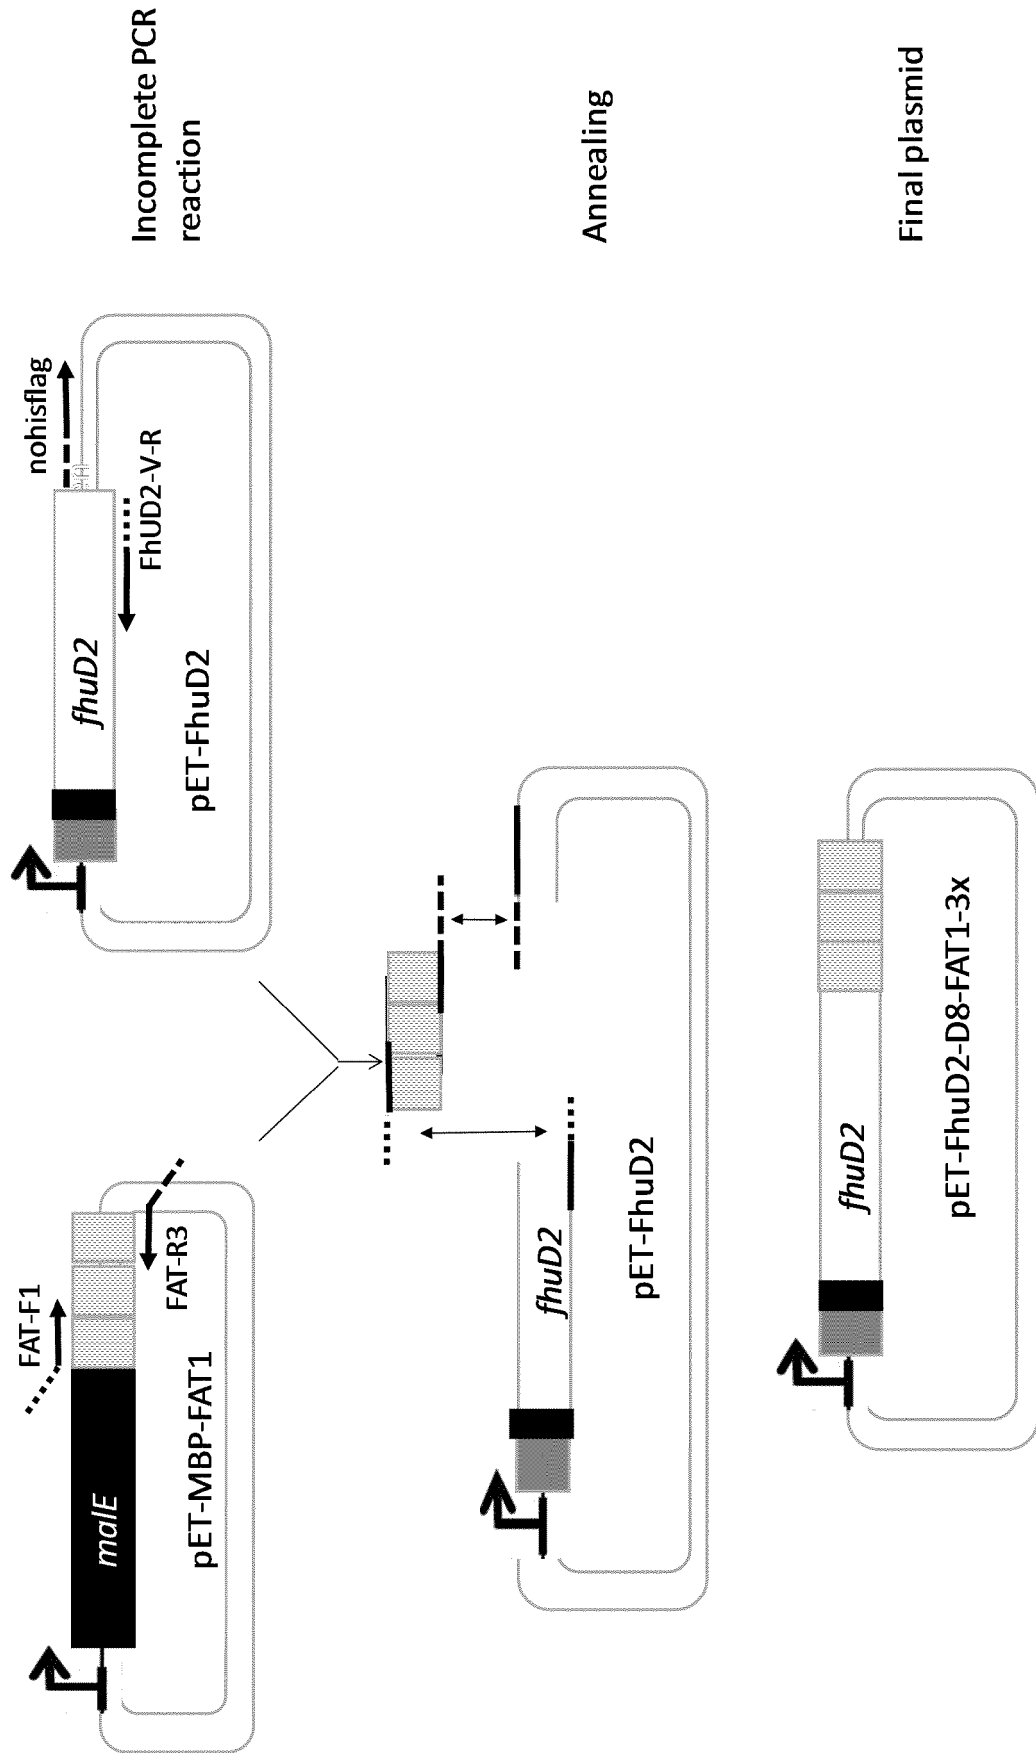 FAT-F1
malE
FAT-R3
pET-MBP-FAT1
nohisflag
fhuD2
FhUD2-V-R
pET-FhuD2
Incomplete PCR
reaction
fhuD2
pET-FhuD2
Annealing
fhuD2
pET-FhuD2-D8-FAT1-3x
Final plasmid